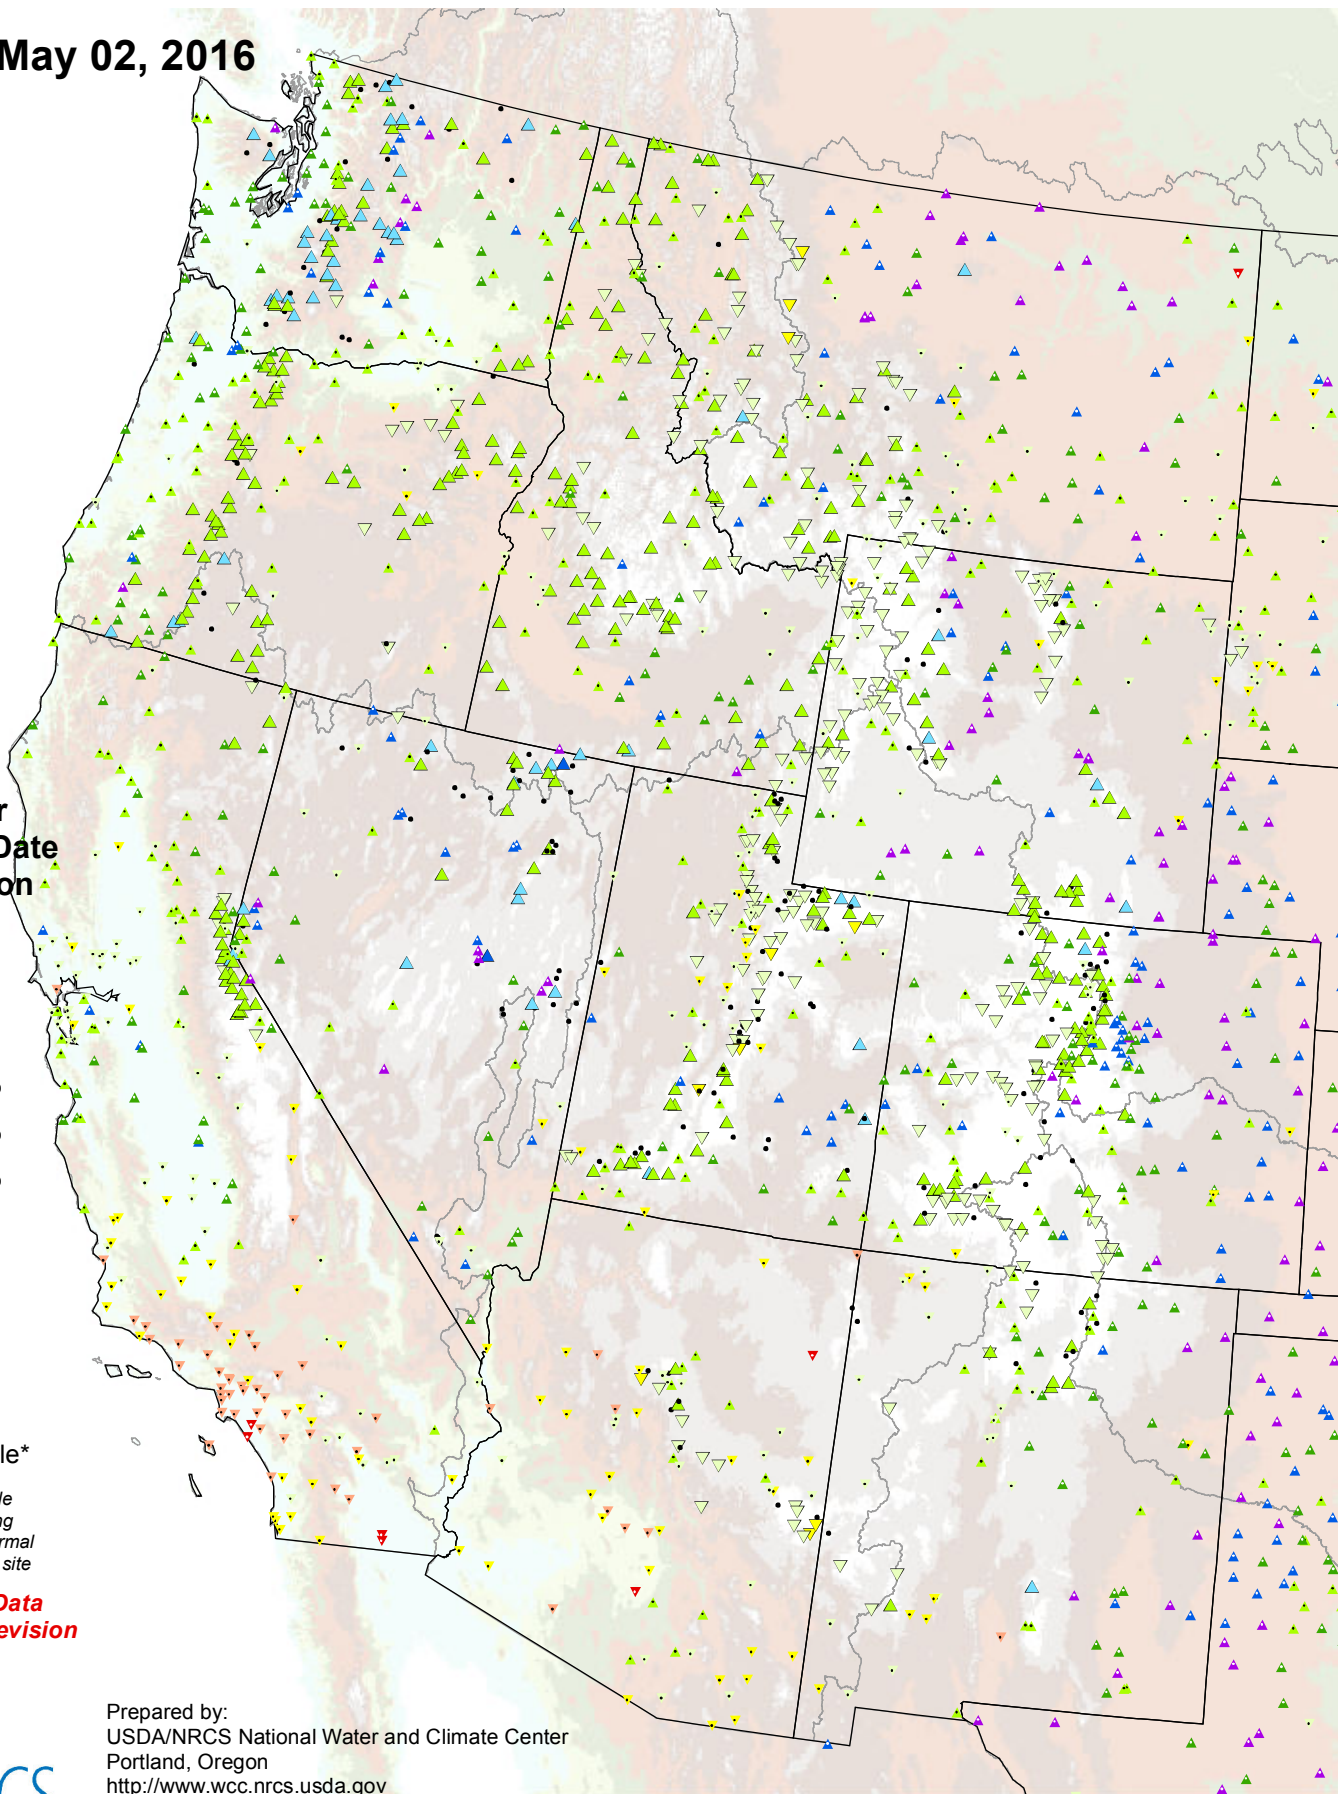 May 02, 2016
r
Date
on
le*
le
ng
rmal
site
Data
evision
Prepared by:
USDA/NRCS National Water and Climate Center
Portland, Oregon
http://www.wcc.nrcs.usda.gov
CS